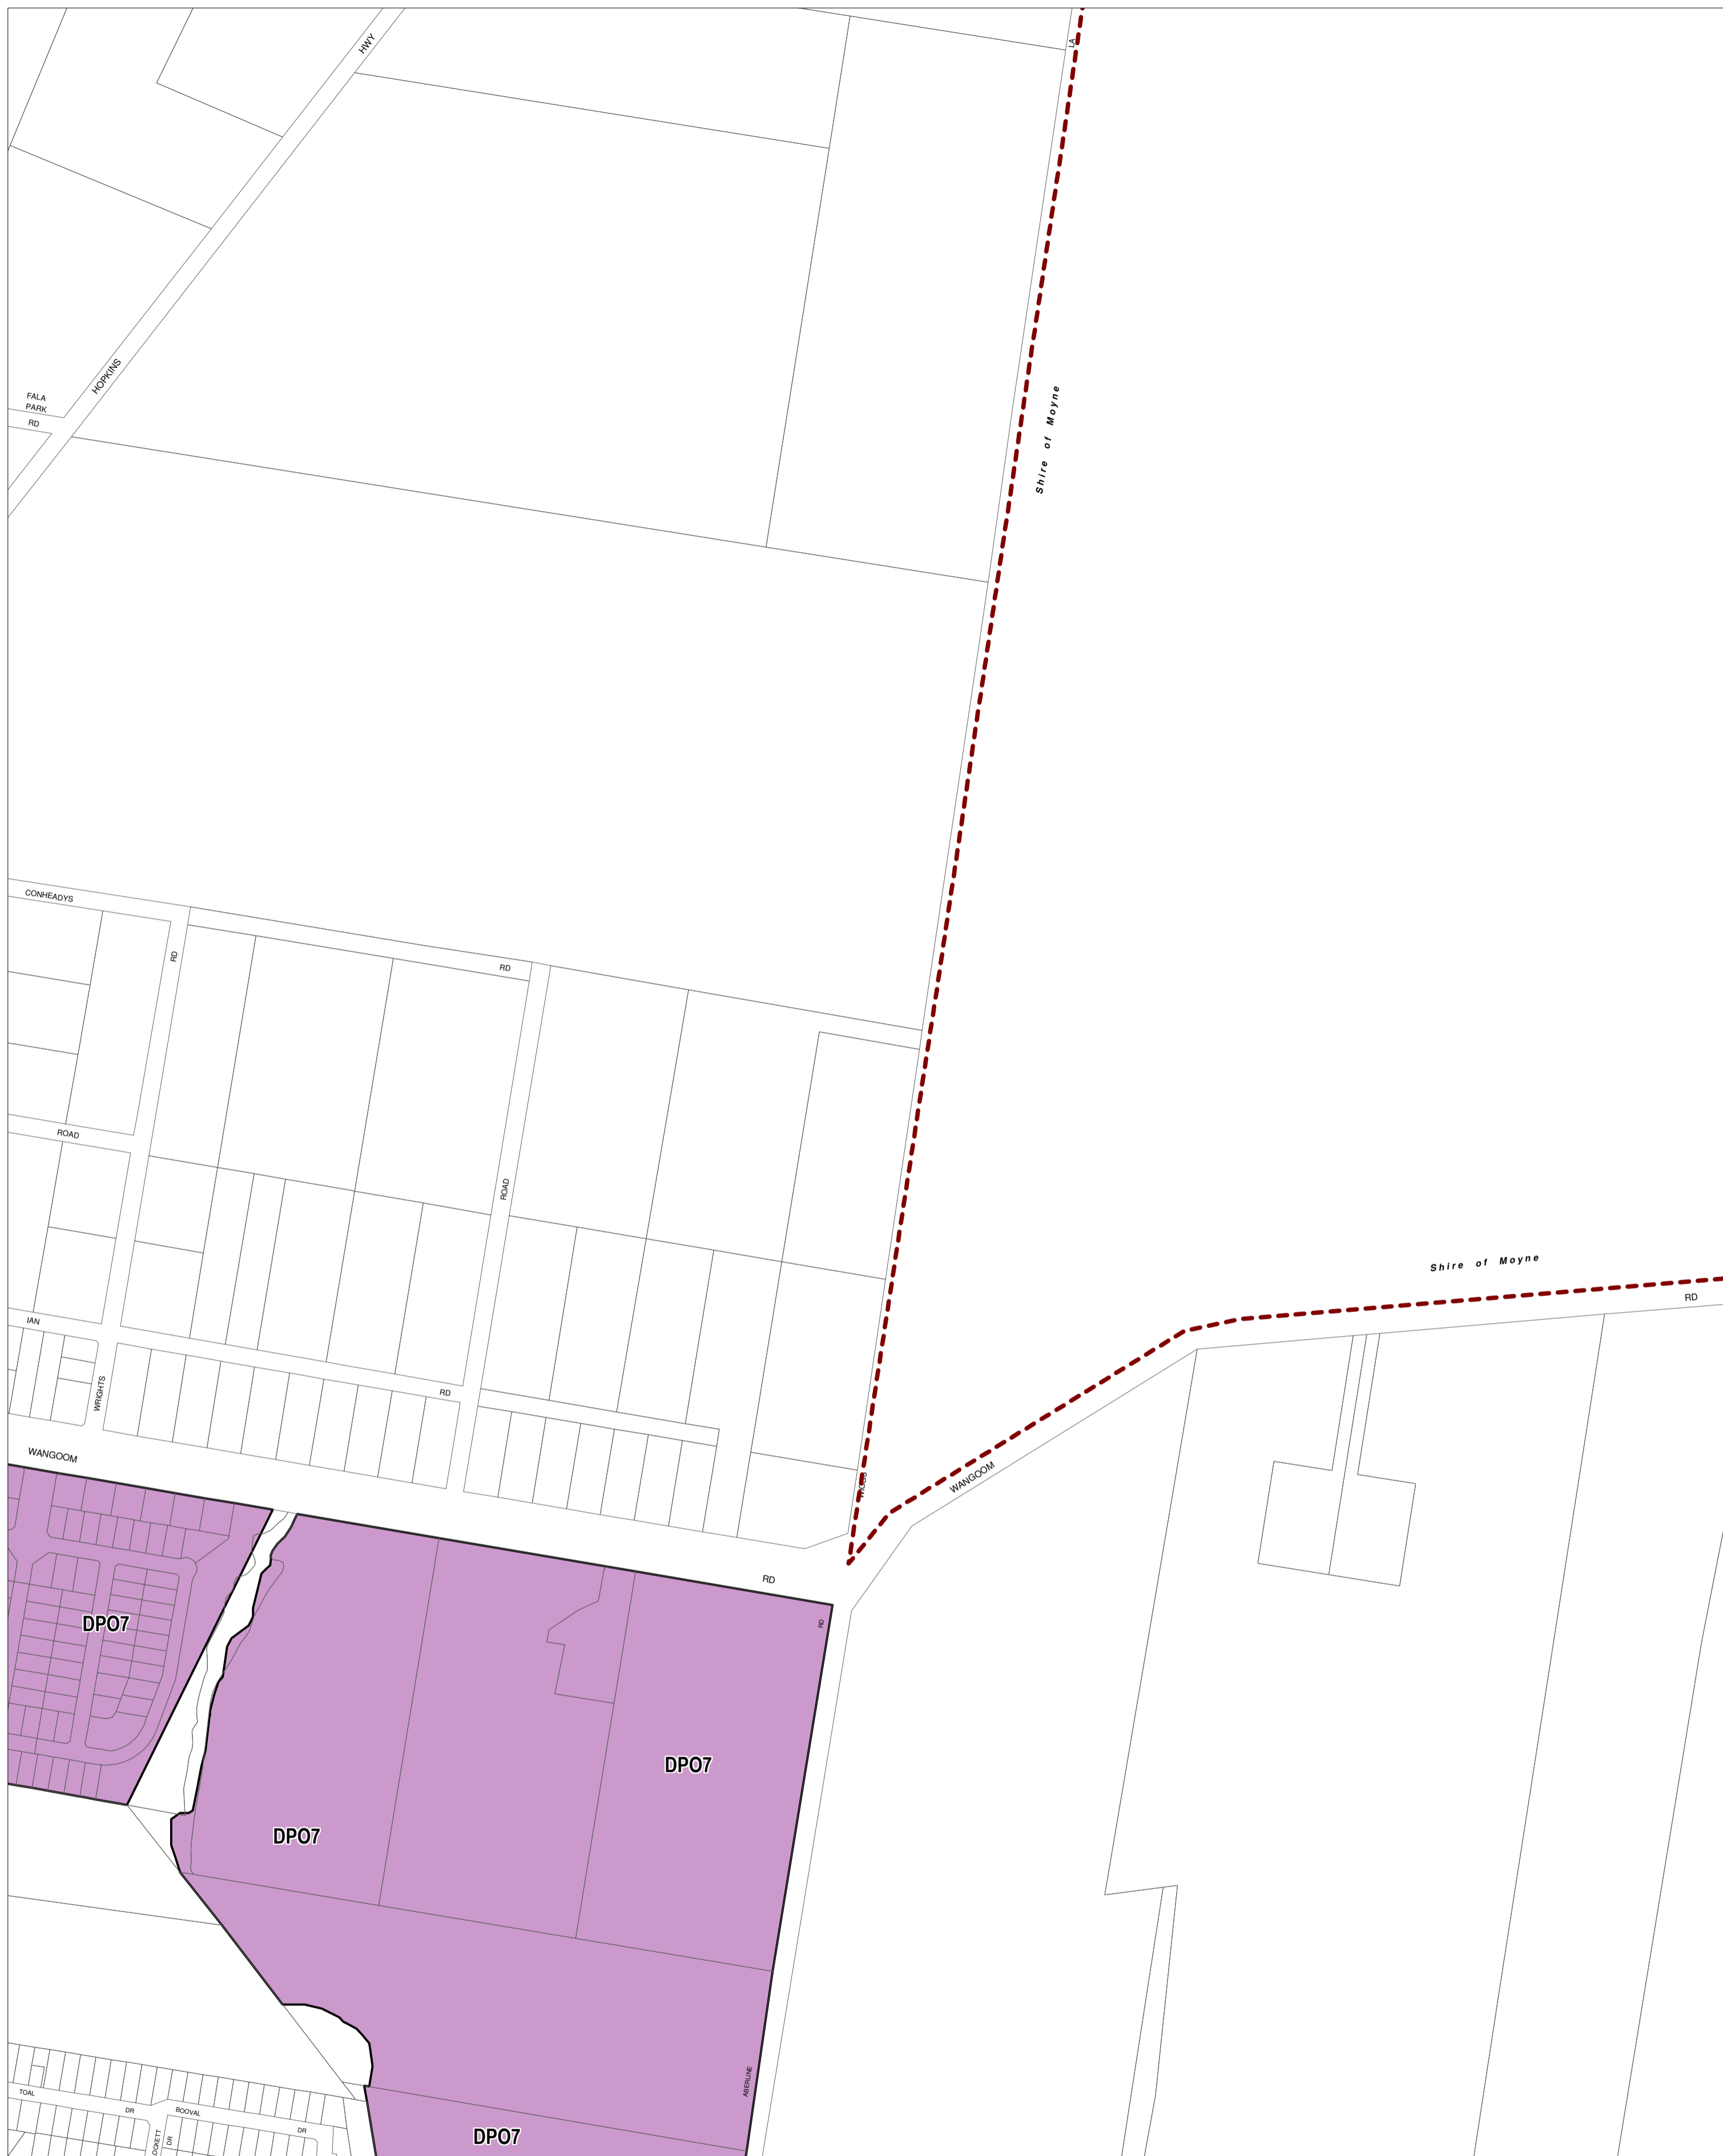 HWY
LA
HOPKINS
FALA
PARK
RD
Shire of Moyne
CONHEADYS
RD
RD
ROAD
ROAD
Shire of Moyne
RD
IAN
WRIGHTS
RD
WANGOOM
WANGOOM
RD
RD
DPO7
DPO7
DPO7
ABERLINE
TOAL
DR
BOOVAL
DR
DR
DPO7